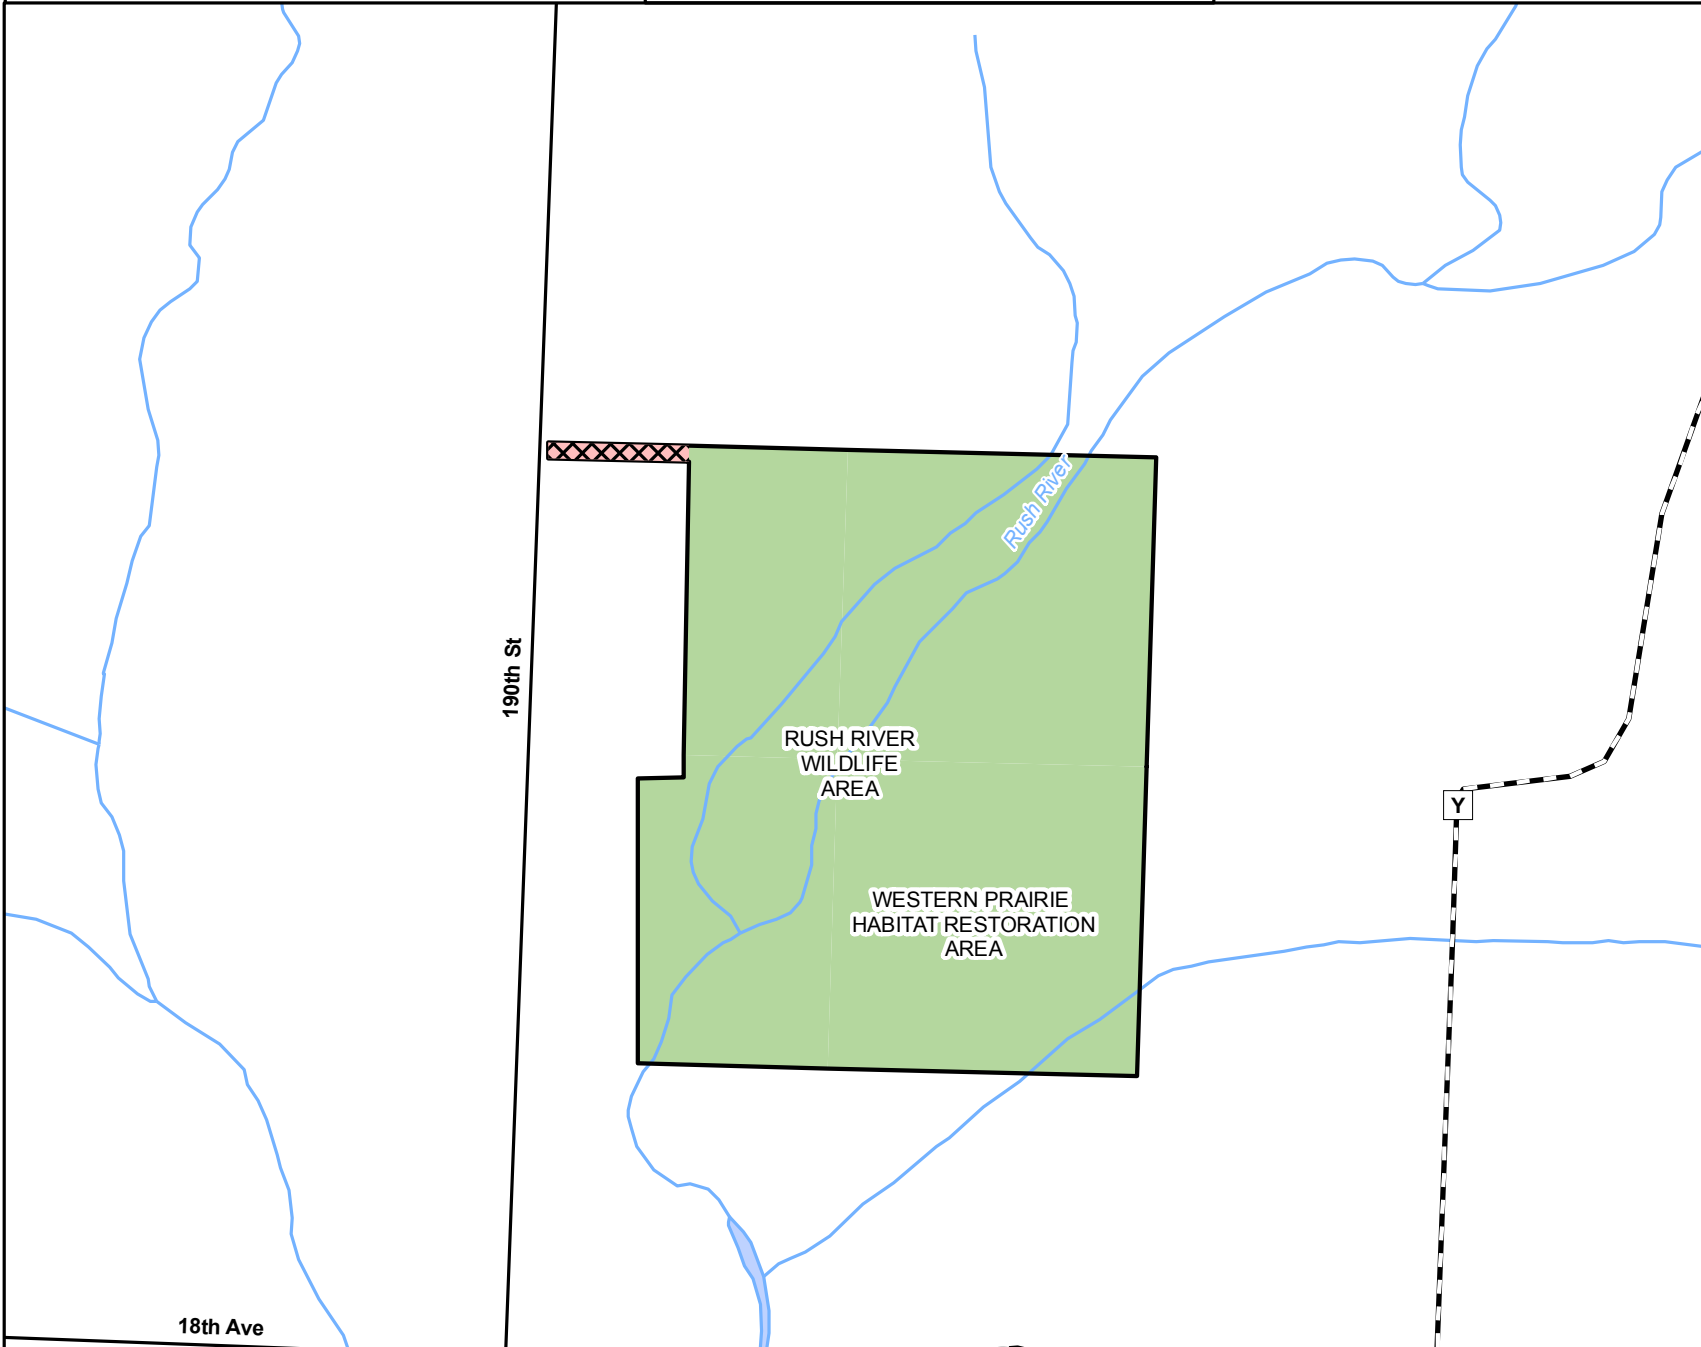 Rush River
190th St
RUSH RIVER
WILDLIFE
AREA
Y
WESTERN PRAIRIE
HABITAT RESTORATION
AREA
18th Ave